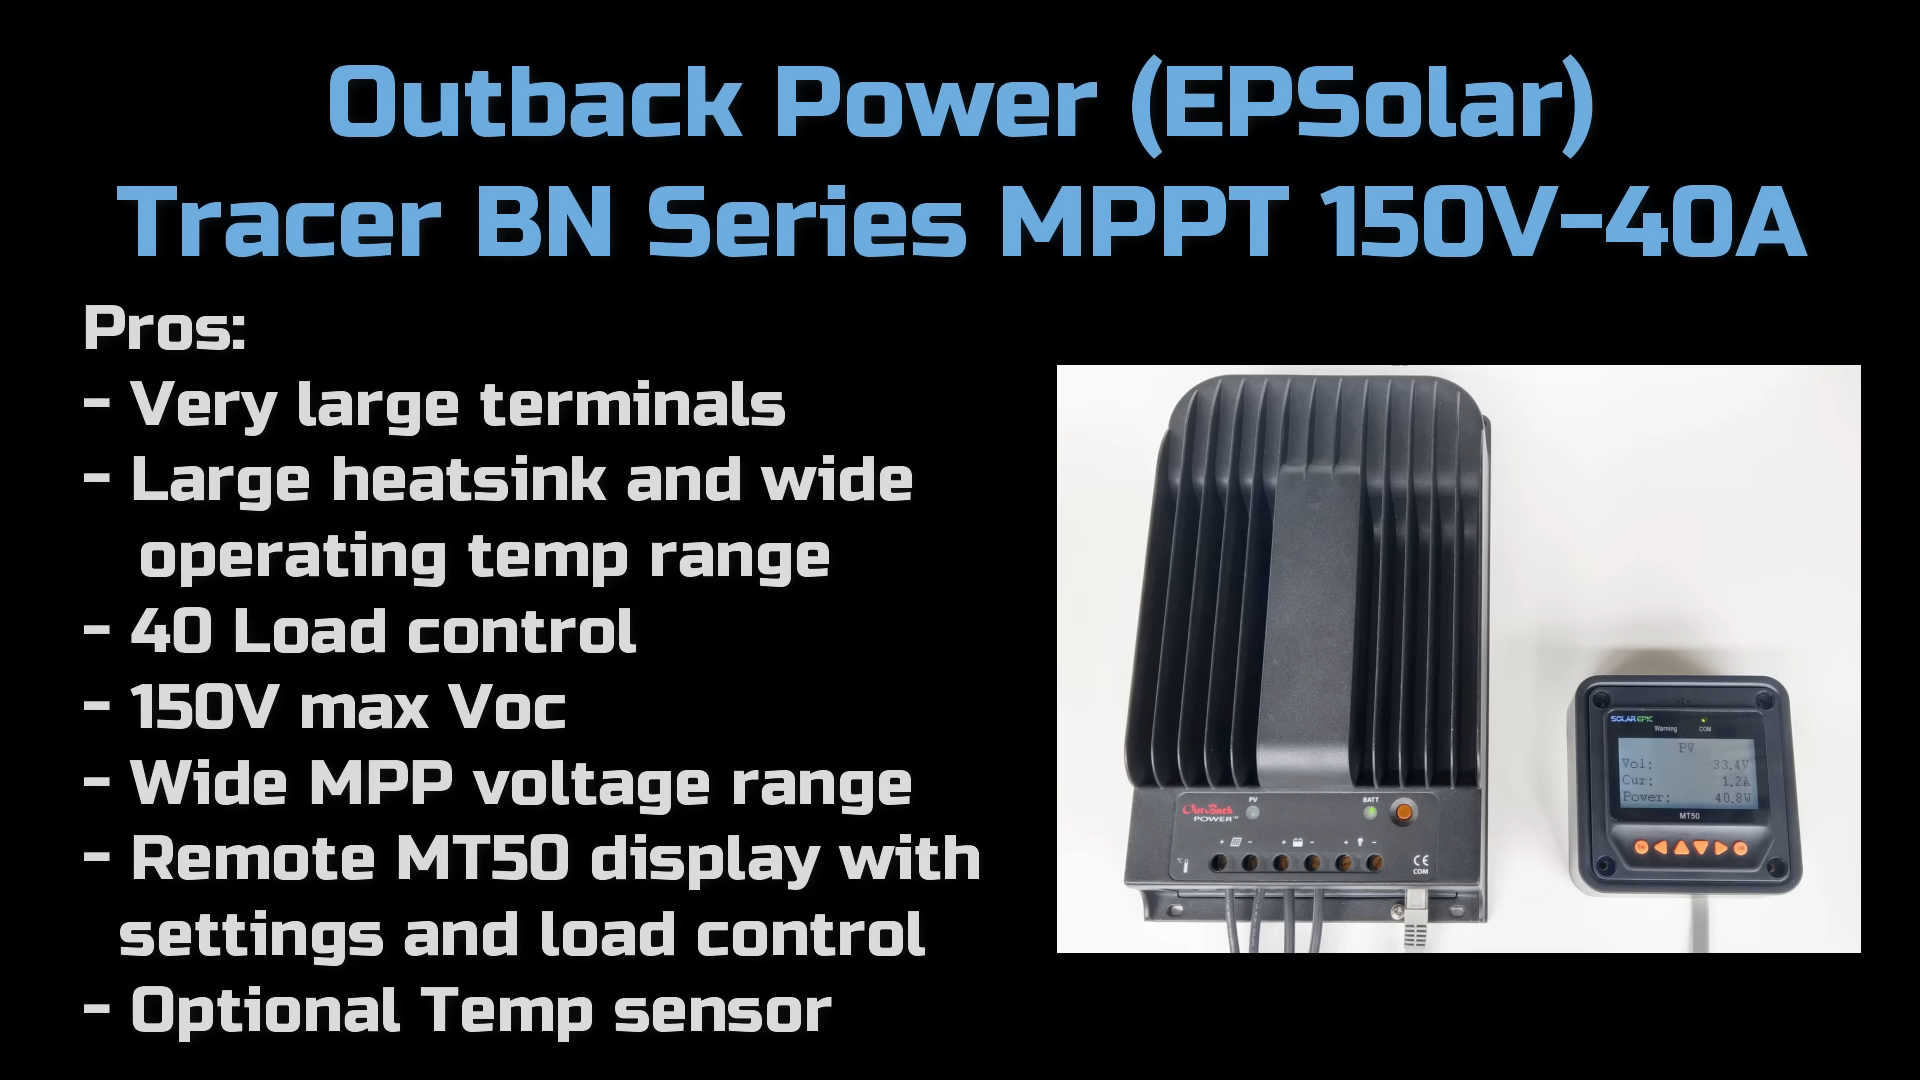 Outback Power (EPSolar)
Tracer BN Series MPPT 150V-40A
Pros:
- Very large terminals
- Large heatsink and wide
operating temp range
- 40 Load control
- 150V max Voc
- Wide MPP voltage range
- Remote MT50 display with
settings and load control
- Optional Temp sensor
OutBack
POWER™
PV
BATT
+ -
+ -
+ -
°C
CE
COM
SOLAR EPIC
Warning COM
PV
Vol: 33.4V
Cur: 1.2A
Power: 40.8W
MT50